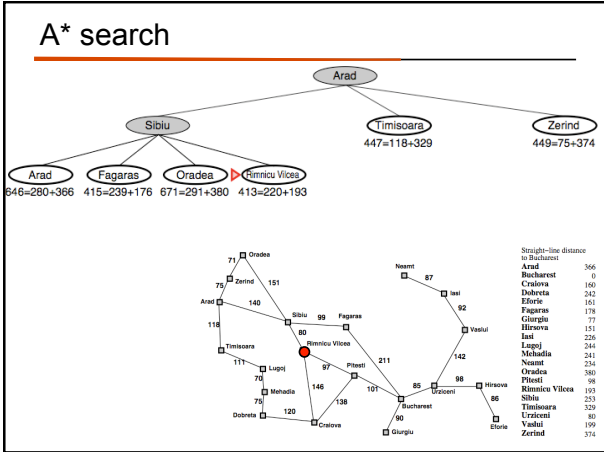 A* search
Arad
Sibiu
Timisoara
Zerind
447=118+329
449=75+374
Arad
Fagaras
Oradea
Rimnicu Vilcea
646=280+366
415=239+176
671=291+380
413=220+193
Straight-line distance
to Bucharest
Arad 366
Bucharest 0
Craiova 160
Dobreta 242
Eforie 161
Fagaras 178
Giurgiu 77
Hirsova 151
Iasi 226
Lugoj 244
Mehadia 241
Neamt 234
Oradea 380
Pitesti 98
Rimnicu Vilcea 193
Sibiu 253
Timisoara 329
Urziceni 80
Vaslui 199
Zerind 374
Oradea
71
Neamt
87
Zerind
151
Iasi
75
Arad
140
92
Sibiu
99
Fagaras
118
80
Vaslui
Rimnicu Vilcea
Timisoara
111
Lugoj
97
Pitesti
211
142
70
98
Hirsova
Mehadia
146
101
85
Urziceni
75
138
86
Bucharest
120
Dobreta
90
Craiova
Eforie
Giurgiu